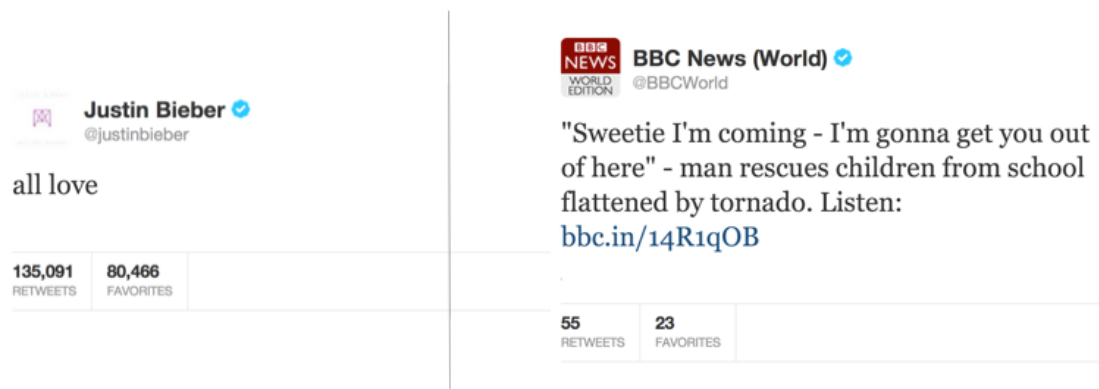 Justin Bieber
@justinbieber
all love
135,091 80,466
RETWEETS FAVORITES
BBC
NEWS
WORLD
EDITION
BBC News (World)
@BBCWorld
"Sweetie I'm coming - I'm gonna get you out
of here" - man rescues children from school
flattened by tornado. Listen:
bbc.in/14R1qOB
55 23
RETWEETS FAVORITES